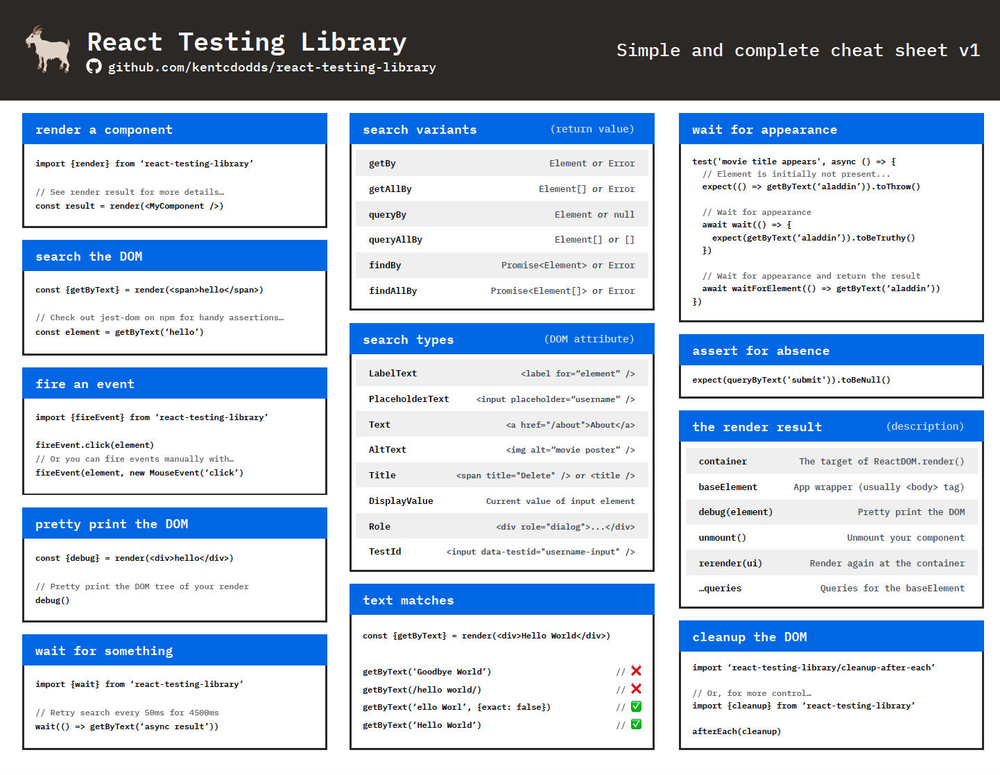 React Testing Library
github.com/kentcdodds/react-testing-library
Simple and complete cheat sheet v1
render a component
import {render} from ‘react-testing-library’
// See render result for more details…
const result = render(<MyComponent />)
search the DOM
const {getByText} = render(<span>hello</span>)
// Check out jest-dom on npm for handy assertions…
const element = getByText(‘hello’)
fire an event
import {fireEvent} from ‘react-testing-library’
fireEvent.click(element)
// Or you can fire events manually with…
fireEvent(element, new MouseEvent(‘click’)
pretty print the DOM
const {debug} = render(<div>hello</div>)
// Pretty print the DOM tree of your render
debug()
wait for something
import {wait} from ‘react-testing-library’
// Retry search every 50ms for 4500ms
wait(() => getByText(‘async result’))
search variants (return value)
getBy Element or Error
getAllBy Element[] or Error
queryBy Element or null
queryAllBy Element[] or []
findBy Promise<Element> or Error
findAllBy Promise<Element[]> or Error
search types (DOM attribute)
LabelText <label for=“element” />
PlaceholderText <input placeholder=“username” />
Text <a href="/about">About</a>
AltText <img alt=“movie poster” />
Title <span title="Delete" /> or <title />
DisplayValue Current value of input element
Role <div role="dialog">...</div>
TestId <input data-testid="username-input" />
text matches
const {getByText} = render(<div>Hello World</div>)
getByText('Goodbye World’) // ❌
getByText(/hello world/) // ❌
getByText(‘ello Worl’, {exact: false}) // ✅
getByText(‘Hello World’) // ✅
wait for appearance
test('movie title appears', async () => {
// Element is initially not present...
expect(() => getByText(‘aladdin’)).toThrow()
// Wait for appearance
await wait(() => {
expect(getByText(‘aladdin’)).toBeTruthy()
})
// Wait for appearance and return the result
await waitForElement(() => getByText(‘aladdin’))
})
assert for absence
expect(queryByText('submit')).toBeNull()
the render result (description)
container The target of ReactDOM.render()
baseElement App wrapper (usually <body> tag)
debug(element) Pretty print the DOM
unmount() Unmount your component
rerender(ui) Render again at the container
…queries Queries for the baseElement
cleanup the DOM
import ‘react-testing-library/cleanup-after-each’
// Or, for more control…
import {cleanup} from ‘react-testing-library’
afterEach(cleanup)